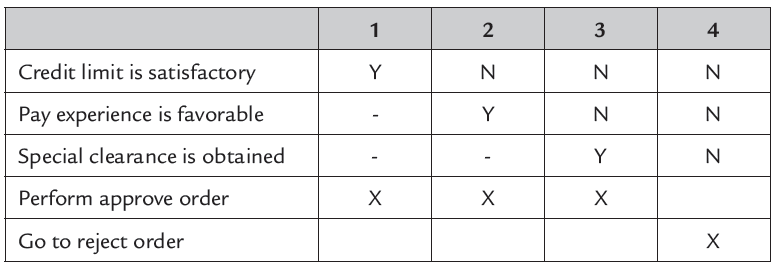 1 2 3 4
Credit limit is satisfactory Y N N N
Pay experience is favorable - Y N N
Special clearance is obtained - - Y N
Perform approve order X X X
Go to reject order X